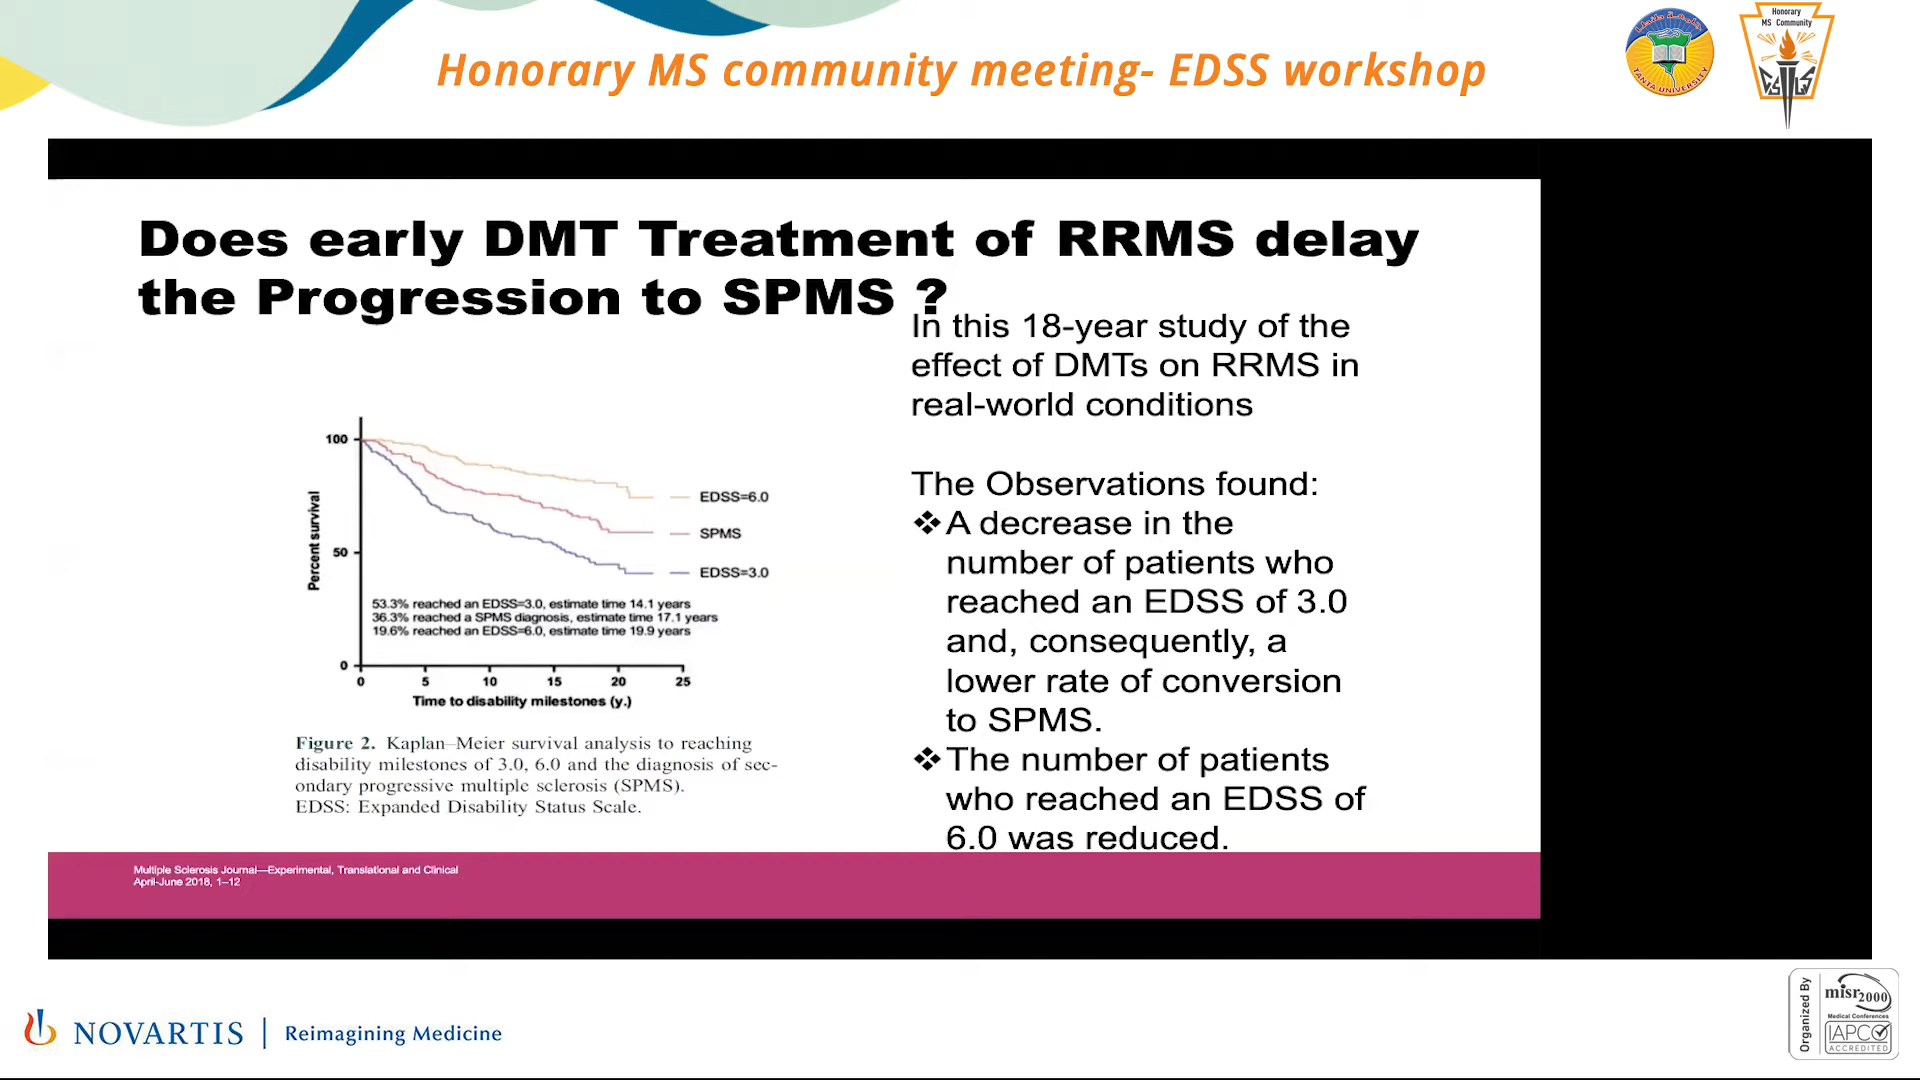 Honorary MS community meeting- EDSS workshop
TANTA UNIVERSITY
Honorary
MS Community
Does early DMT Treatment of RRMS delay
the Progression to SPMS ?
In this 18-year study of the
effect of DMTs on RRMS in
real-world conditions
The Observations found:
❖A decrease in the
number of patients who
reached an EDSS of 3.0
and, consequently, a
lower rate of conversion
to SPMS.
❖The number of patients
who reached an EDSS of
6.0 was reduced.
Percent survival
100
50
0
EDSS=6.0
SPMS
EDSS=3.0
53.3% reached an EDSS=3.0, estimate time 14.1 years
36.3% reached a SPMS diagnosis, estimate time 17.1 years
19.6% reached an EDSS=6.0, estimate time 19.9 years
0 5 10 15 20 25
Time to disability milestones (y.)
Figure 2. Kaplan–Meier survival analysis to reaching
disability milestones of 3.0, 6.0 and the diagnosis of sec-
ondary progressive multiple sclerosis (SPMS).
EDSS: Expanded Disability Status Scale.
Multiple Sclerosis Journal—Experimental, Translational and Clinical
April-June 2018, 1–12
NOVARTIS | Reimagining Medicine
Organized By
misr2000
Medical Conferences
IAPCO
ACCREDITED